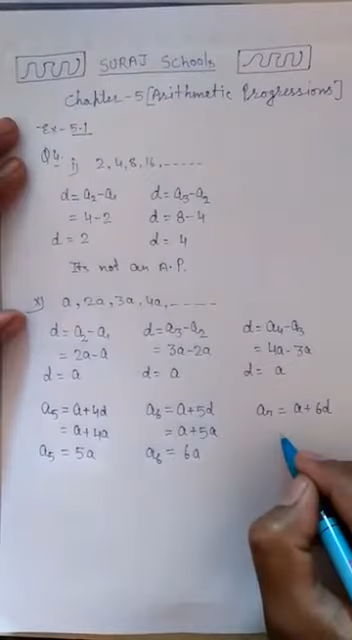 SURAJ Schools
Chapter-5 [Arithmetic Progressions]
Ex-5.1
Q4. i) 2, 4, 8, 16, -----
d = a₂-a₁ d = a₃-a₂
= 4-2 d = 8-4
d = 2 d = 4
Its not an A.P.
x) a, 2a, 3a, 4a, -----
d = a₂-a₁ d = a₃-a₂ d = a₄-a₃
= 2a-a = 3a-2a = 4a-3a
d = a d = a d = a
a₅ = a+4d a₆ = a+5d a₇ = a+6d
= a+4a = a+5a
a₅ = 5a a₆ = 6a